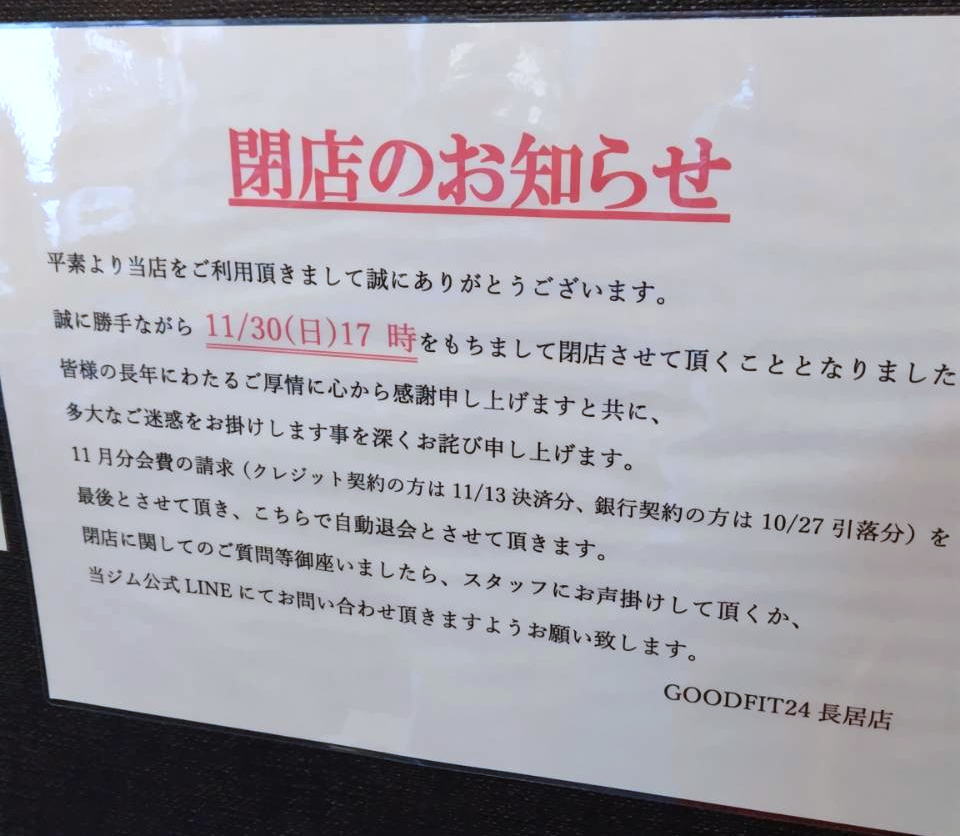 閉店のお知らせ
平素より当店をご利用頂きまして誠にありがとうございます。
誠に勝手ながら 11/30(日)17 時をもちまして閉店させて頂くこととなりました
皆様の長年にわたるご厚情に心から感謝申し上げますと共に、
多大なご迷惑をお掛けします事を深くお詫び申し上げます。
11月分会費の請求（クレジット契約の方は 11/13 決済分、銀行契約の方は 10/27 引落分）を
最後とさせて頂き、こちらで自動退会とさせて頂きます。
閉店に関してのご質問等御座いましたら、スタッフにお声掛けして頂くか、
当ジム公式 LINE にてお問い合わせ頂きますようお願い致します。
GOODFIT24 長居店